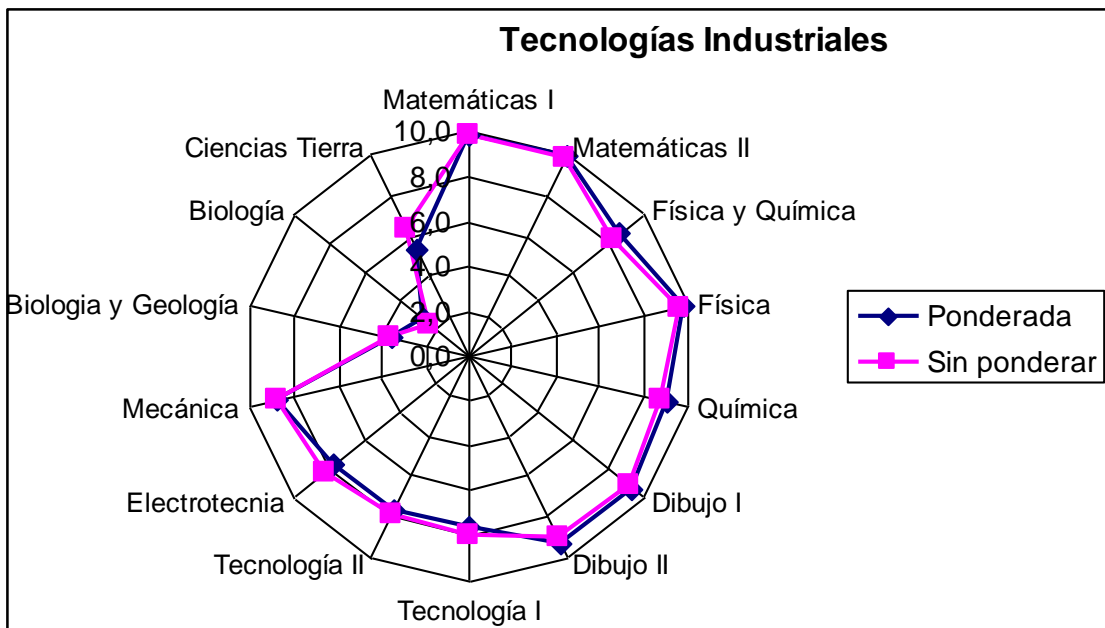 Tecnologías Industriales
Matemáticas I
Matemáticas II
Física y Química
Física
Química
Dibujo I
Dibujo II
Tecnología I
Tecnología II
Electrotecnia
Mecánica
Biologia y Geología
Biología
Ciencias Tierra
10,0
8,0
6,0
4,0
2,0
0,0
Ponderada
Sin ponderar